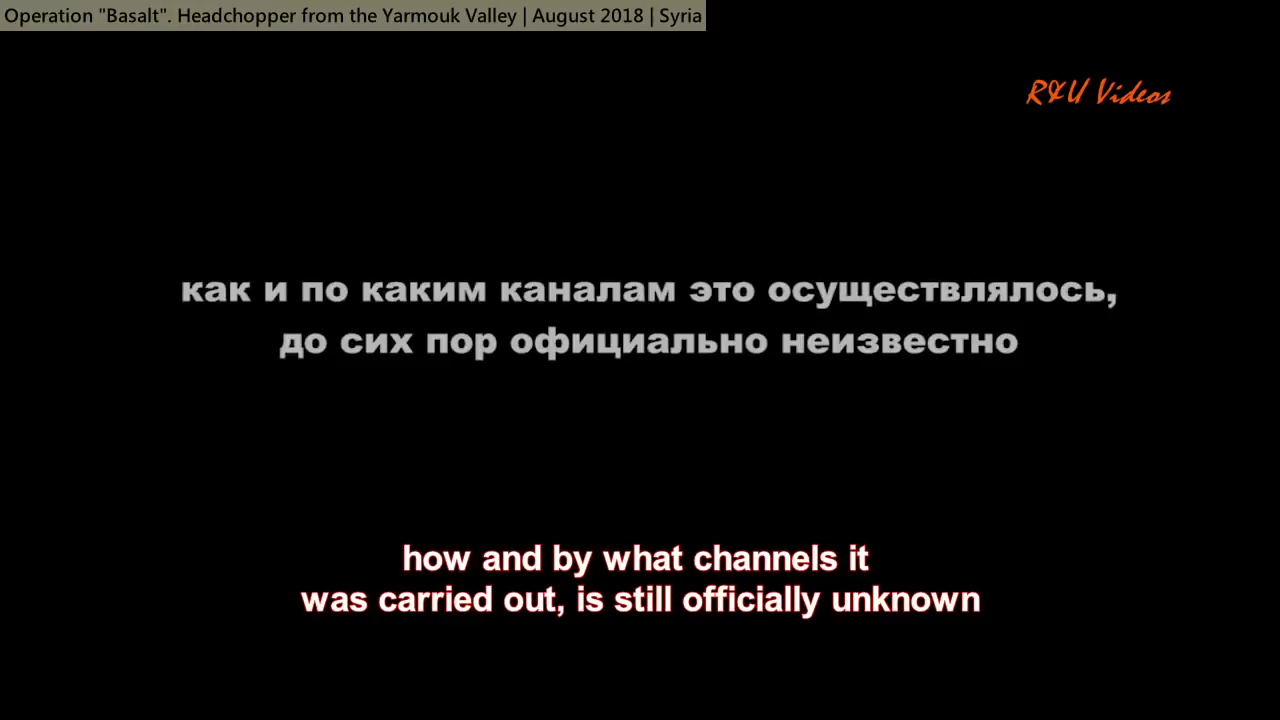 Operation "Basalt". Headchopper from the Yarmouk Valley | August 2018 | Syria
R&U Videos
как и по каким каналам это осуществлялось,
до сих пор официально неизвестно
how and by what channels it
was carried out, is still officially unknown